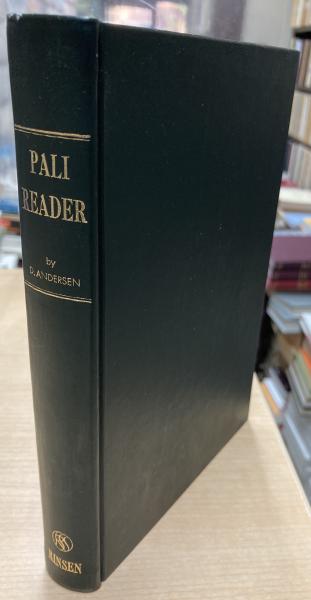 PALI
READER
by
D. ANDERSEN
RINSEN